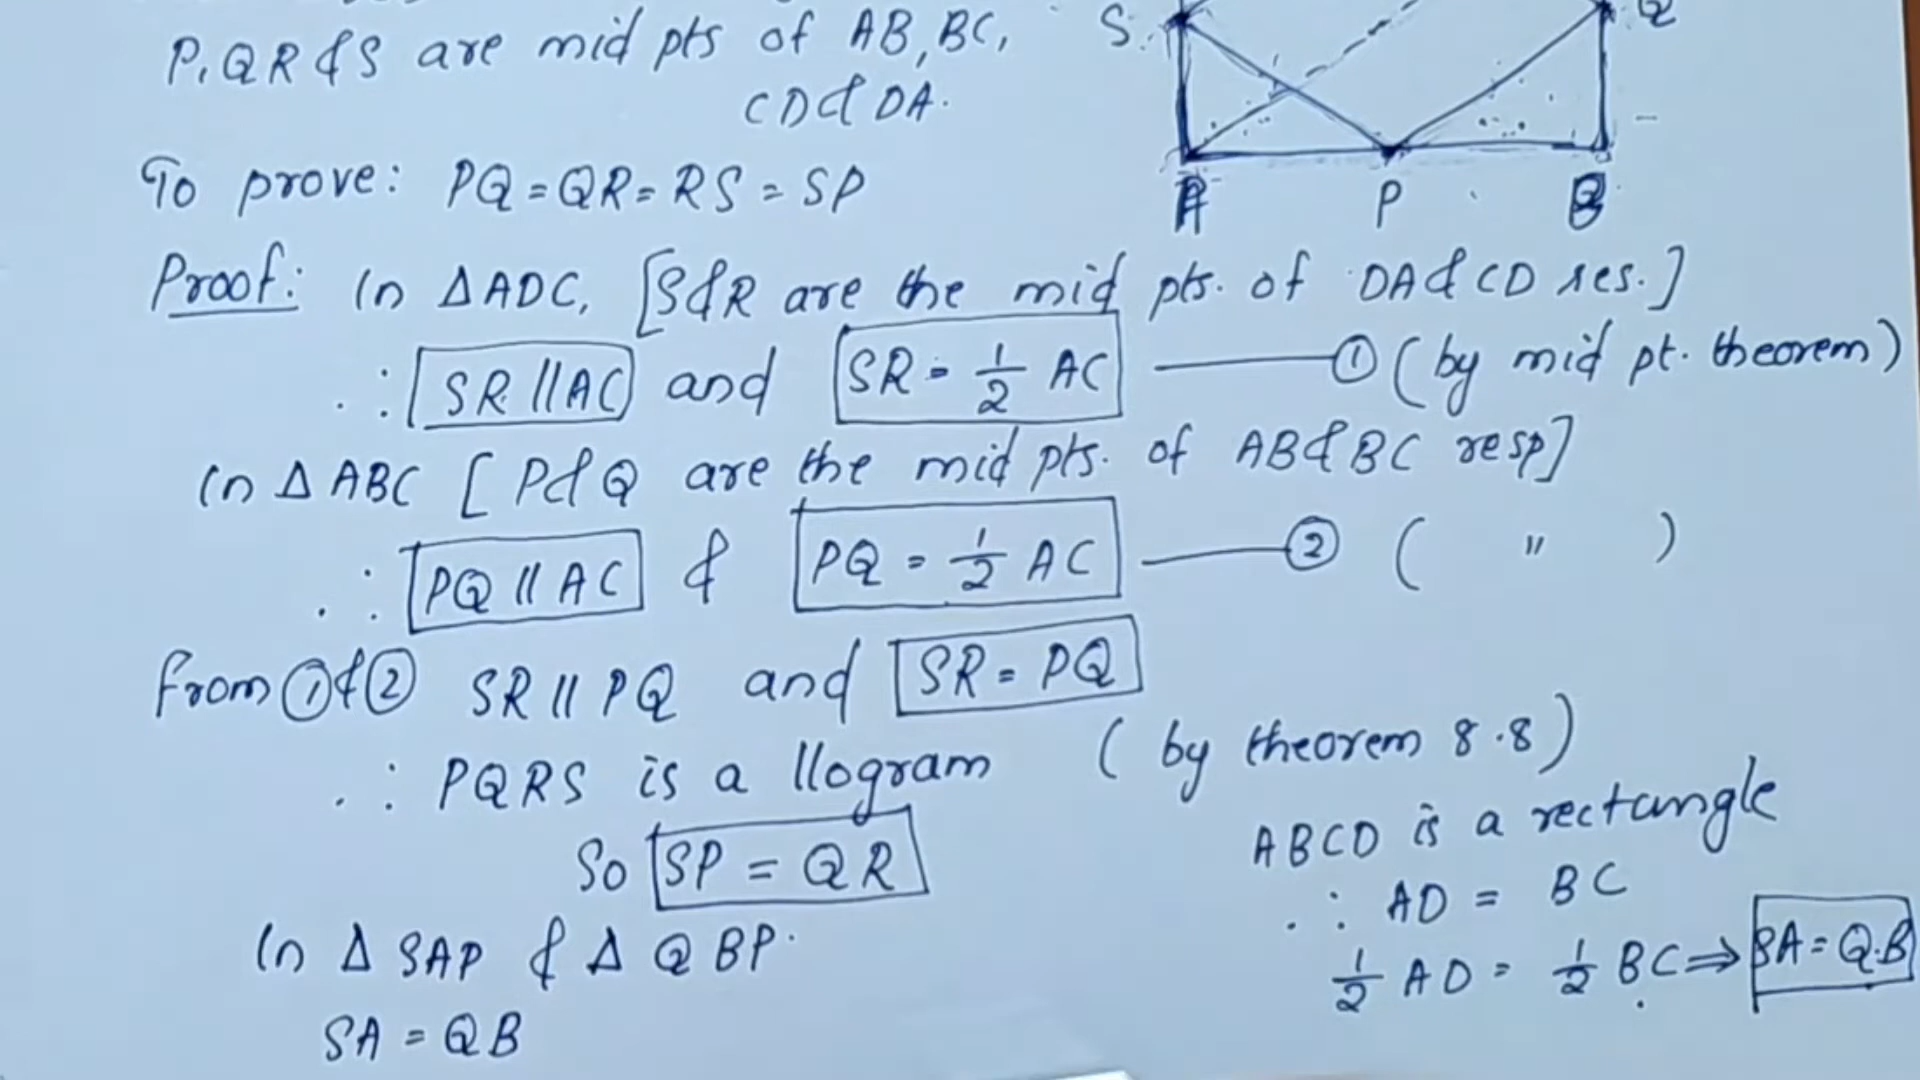 P, Q R & S are mid pts of AB, BC,
CD & DA.
S
Q
A P B
To prove: PQ = QR = RS = SP
Proof: In ΔADC, [S&R are the mid pts. of DA & CD res.]
∴ SR || AC and SR = 1/2 AC —— ① (by mid pt. theorem)
In Δ ABC [P & Q are the mid pts. of AB & BC resp]
∴ PQ || AC & PQ = 1/2 AC —— ② ( " )
from ① & ② SR || PQ and SR = PQ
∴ PQRS is a ||ogram (by theorem 8.8)
So SP = QR
In Δ SAP & Δ QBP.
SA = QB
ABCD is a rectangle
∴ AD = BC
1/2 AD = 1/2 BC ⇒ SA = QB